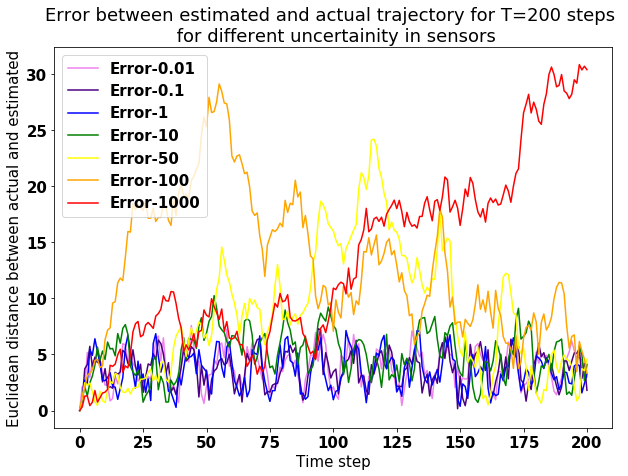 Error between estimated and actual trajectory for T=200 steps
for different uncertainity in sensors
Euclidean distance between actual and estimated
30
25
20
15
10
5
0
Error-0.01
Error-0.1
Error-1
Error-10
Error-50
Error-100
Error-1000
0 25 50 75 100 125 150 175 200
Time step